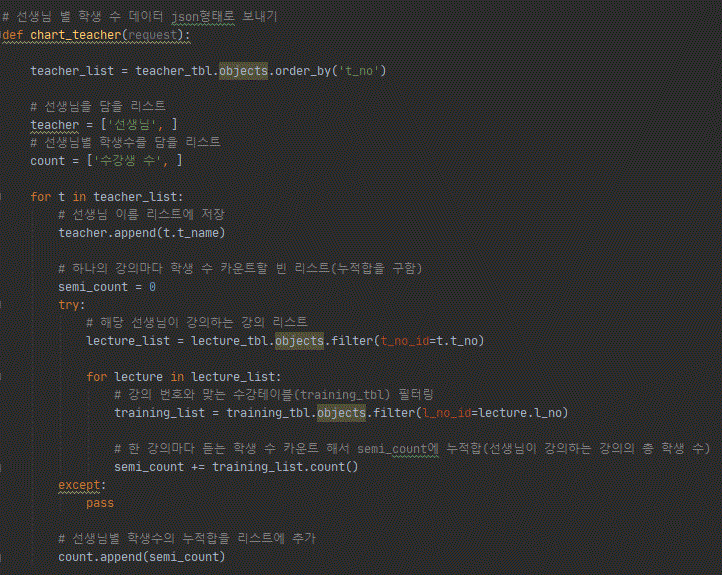 # 선생님 별 학생 수 데이터 json형태로 보내기
def chart_teacher(request):
teacher_list = teacher_tbl.objects.order_by('t_no')
# 선생님을 담을 리스트
teacher = ['선생님', ]
# 선생님별 학생수를 담을 리스트
count = ['수강생 수', ]
for t in teacher_list:
# 선생님 이름 리스트에 저장
teacher.append(t.t_name)
# 하나의 강의마다 학생 수 카운트할 빈 리스트(누적합을 구함)
semi_count = 0
try:
# 해당 선생님이 강의하는 강의 리스트
lecture_list = lecture_tbl.objects.filter(t_no_id=t.t_no)
for lecture in lecture_list:
# 강의 번호와 맞는 수강테이블(training_tbl) 필터링
training_list = training_tbl.objects.filter(l_no_id=lecture.l_no)
# 한 강의마다 듣는 학생 수 카운트 해서 semi_count에 누적합(선생님이 강의하는 강의의 총 학생 수)
semi_count += training_list.count()
except:
pass
# 선생님별 학생수의 누적합을 리스트에 추가
count.append(semi_count)